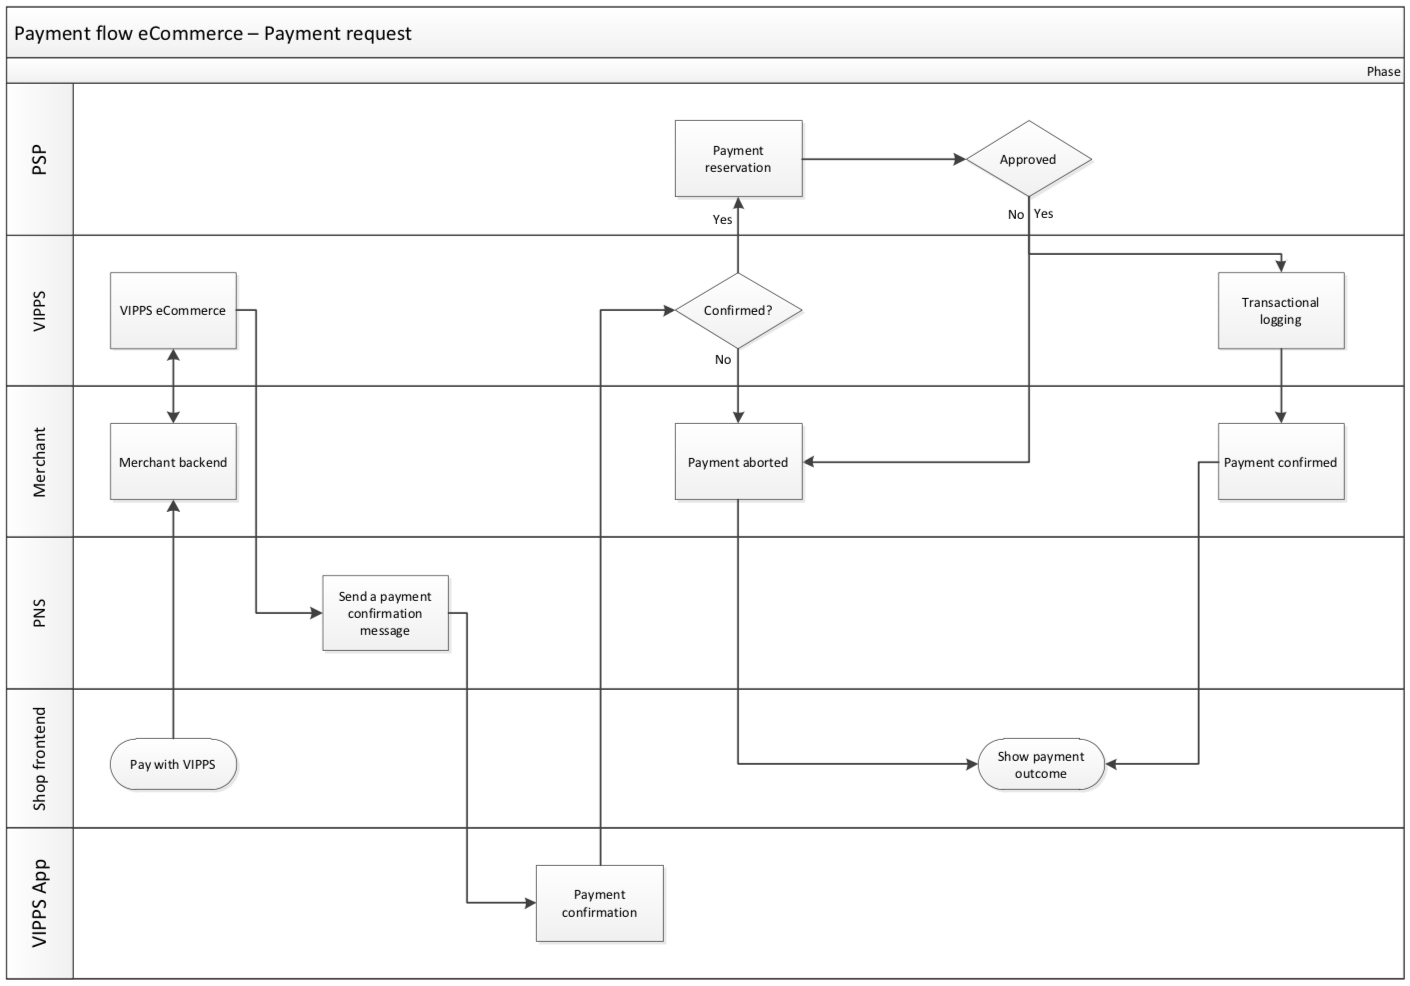 Payment flow eCommerce – Payment request
Phase
PSP
Payment
reservation
Approved
Yes
No
Yes
VIPPS
VIPPS eCommerce
Confirmed?
Transactional
logging
No
Merchant
Merchant backend
Payment aborted
Payment confirmed
PNS
Send a payment
confirmation
message
Shop frontend
Pay with VIPPS
Show payment
outcome
VIPPS App
Payment
confirmation